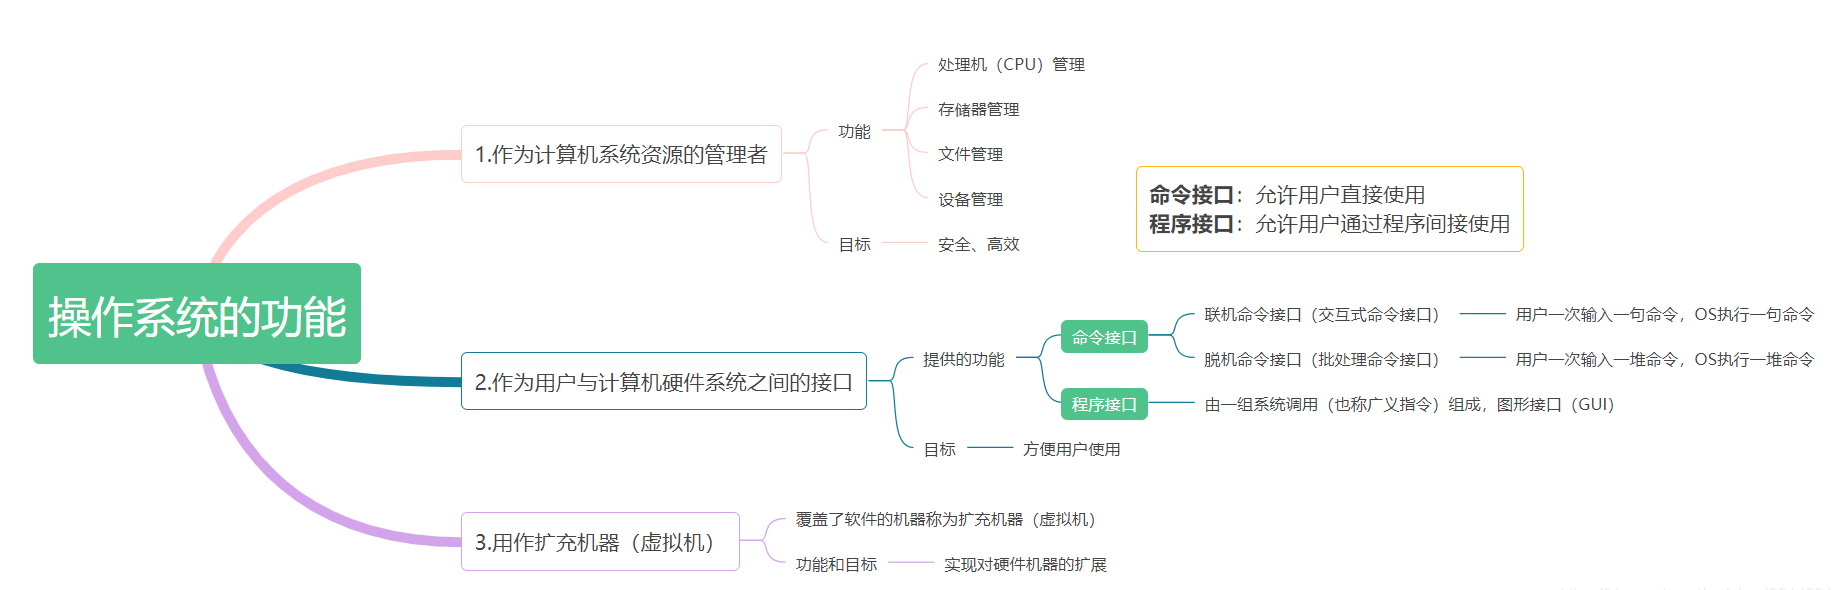 操作系统的功能
1.作为计算机系统资源的管理者
功能
处理机（CPU）管理
存储器管理
文件管理
设备管理
目标
安全、高效
命令接口：允许用户直接使用
程序接口：允许用户通过程序间接使用
2.作为用户与计算机硬件系统之间的接口
提供的功能
命令接口
联机命令接口（交互式命令接口）
用户一次输入一句命令，OS执行一句命令
脱机命令接口（批处理命令接口）
用户一次输入一堆命令，OS执行一堆命令
程序接口
由一组系统调用（也称广义指令）组成，图形接口（GUI）
目标
方便用户使用
3.用作扩充机器（虚拟机）
覆盖了软件的机器称为扩充机器（虚拟机）
功能和目标
实现对硬件机器的扩展